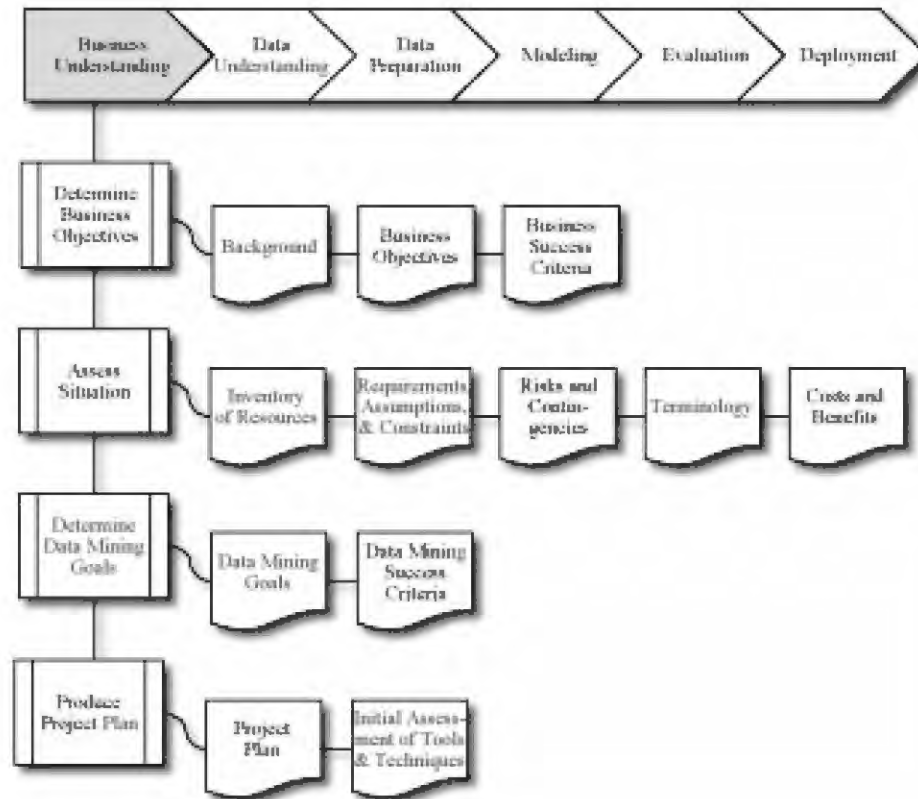 Business
Understanding
Data
Understanding
Data
Preparation
Modeling
Evaluation
Deployment
Determine
Business
Objectives
Background
Business
Objectives
Business
Success
Criteria
Assess
Situation
Inventory
of Resources
Requirements,
Assumptions,
& Constraints
Risks and
Contin-
gencies
Terminology
Costs and
Benefits
Determine
Data Mining
Goals
Data Mining
Goals
Data Mining
Success
Criteria
Produce
Project Plan
Project
Plan
Initial Assess-
ment of Tools
& Techniques